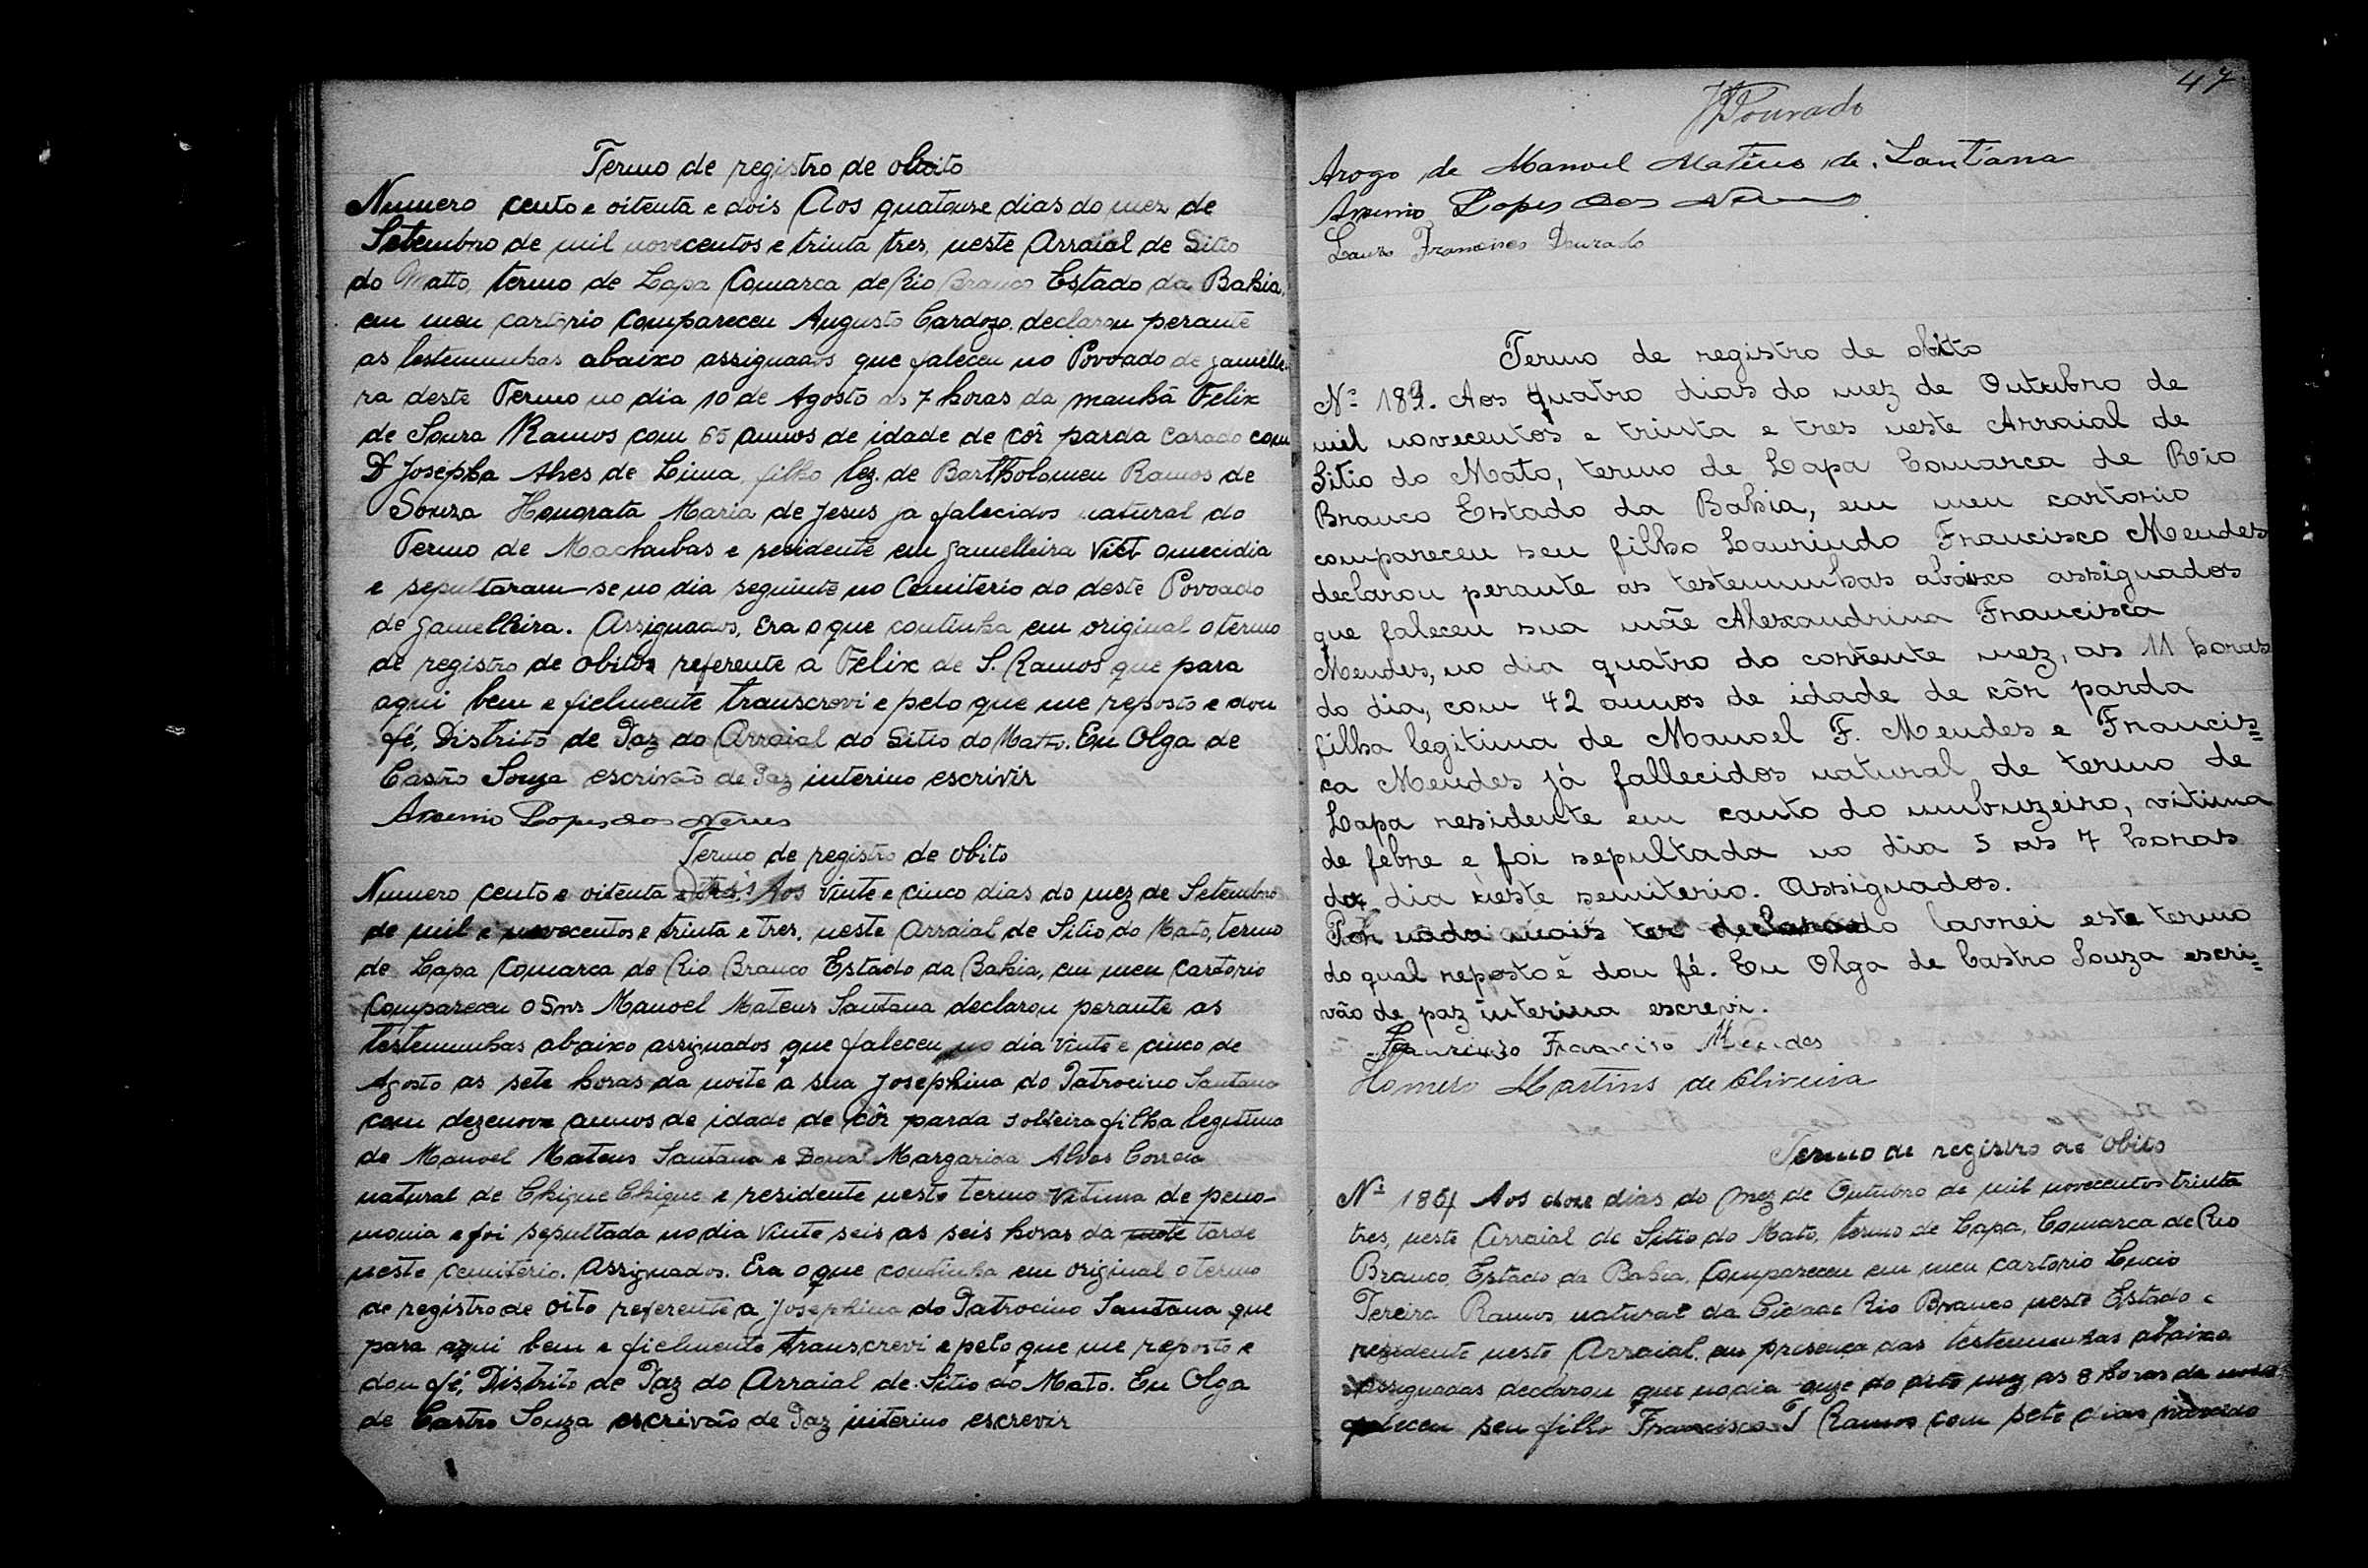 Termo de registro de obito
Numero cento e oitenta e dois Aos quatorze dias do mez de
Setembro de mil novecentos e trinta tres, neste Arraial de Sitio
do Matto, termo de Lapa Comarca de Rio Branco Estado da Bahia,
em meu cartorio compareceu Augusto Cardozo. declarou perante
as testemunhas abaixo assignados que faleceu no Povoado de gamellei
ra deste Termo no dia 10 de Agosto as 7 horas da manhã Felix
de Souza Ramos com 65 annos de idade de côr parda casado com
D. Josépha Alves de Lima, filho leg. de Bartholomeu Ramos de
Souza Honorata Maria de Jesus ja falecidos natural do
Termo de Macahubas e residente em gamelleira Vict omecidia
e sepultaram-se no dia seguinte no Cemiterio do deste Povoado
de gamelleira. Assignados, Era o que continha em original o termo
de registro de obitos referente a Felix de S. Ramos que para
aqui bem e fielmente transcrevi e pelo que me reposto e dou
fé, Distrito de Paz do Arraial do Sitio do Matto. Eu Olga de
Castro Souza escrivão de Paz interino escrivir
Arsenio Lopes dos Neves
Termo de registro de obito
Numero cento e oitenta e tres Aos vinte e cinco dias do mez de Setembro
de mil e novecentos e trinta e tres, neste Arraial de Sitio do Mato, termo
de Lapa Comarca de Rio Branco Estado da Bahia, em meu cartorio
Compareceu o Snr Manoel Mateus Santana declarou perante as
testemunhas abaixo assignados que faleceu no dia vinte e cinco de
Agosto as sete horas da noite a sua Josephina do Patrocino Santana
com dezenove annos de idade de côr parda solteira filha legitima
de Manoel Mateus Santana e Dona Margarida Alves Correia
natural de Chique Chique e residente neste termo vitima de peno-
monia e foi sepultada no dia vinte seis as seis horas da noite tarde
neste cemiterio. Assignados. Era o que continha em original o termo
de registro de oito referente a Josephina do Patrocino Santana que
para aqui bem e fielmente transcrevi e pelo que me reposto e
dou fé, Distrito de Paz do Arraial de Sitio do Mato. Eu Olga
de Castro Souza escrivão de Paz interino escrevir
47
Dourado
Arogo de Manoel Matêus de Santana
Arsenio Lopes dos Neves
Lauro Francisco Dourado
Termo de registro de obito
Nº 183. Aos quatro dias do mez de Outubro de
mil novecentos e trinta e tres neste Arraial de
Sitio do Mato, termo de Lapa Comarca de Rio
Branco Estado da Bahia, em meu cartorio
compareceu seu filho Laurindo Francisco Mendes
declarou perante as testemunhas abaixo assignados
que faleceu sua mãe Alexandrina Francisca
Mendes, no dia quatro do corrente mez, as 11 horas
do dia, com 42 annos de idade de côr parda
filha legitima de Manoel F. Mendes e Francis=
ca Mendes já fallecidos natural de termo de
Lapa residente em canto do umbuzeiro, vitima
de febre e foi sepultada no dia 5 as 7 horas
do dia neste semiterio. Assignados.
Por nada mais ter declarado lavrei este termo
do qual reposto e dou fé. Eu Olga de Castro Souza escri=
vão de paz interina escrevi.
Laurindo Francisco Mendes
Homero Martins de Oliveira
Termo de registro de obito
Nº 184 Aos doze dias do mez de Outubro de mil novecentos trinta
tres, neste Arraial de Sitio do Mato, termo de Lapa, Comarca de Rio
Branco, Estado da Bahia, Compareceu em meu cartorio Lucio
Pereira Ramos natural da Cidade Rio Branco neste Estado e
rezidente neste Arraial, em presença das testemunhas abaixo
assignadas declarou que no dia onze do mez as 8 horas da noite
faleceu seu filho Francisco P Ramos com sete dias nascido